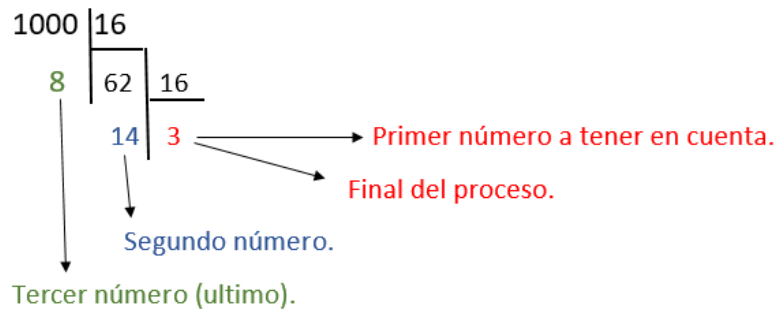 1000 16
8 62 16
14 3 Primer número a tener en cuenta.
Final del proceso.
Segundo número.
Tercer número (ultimo).